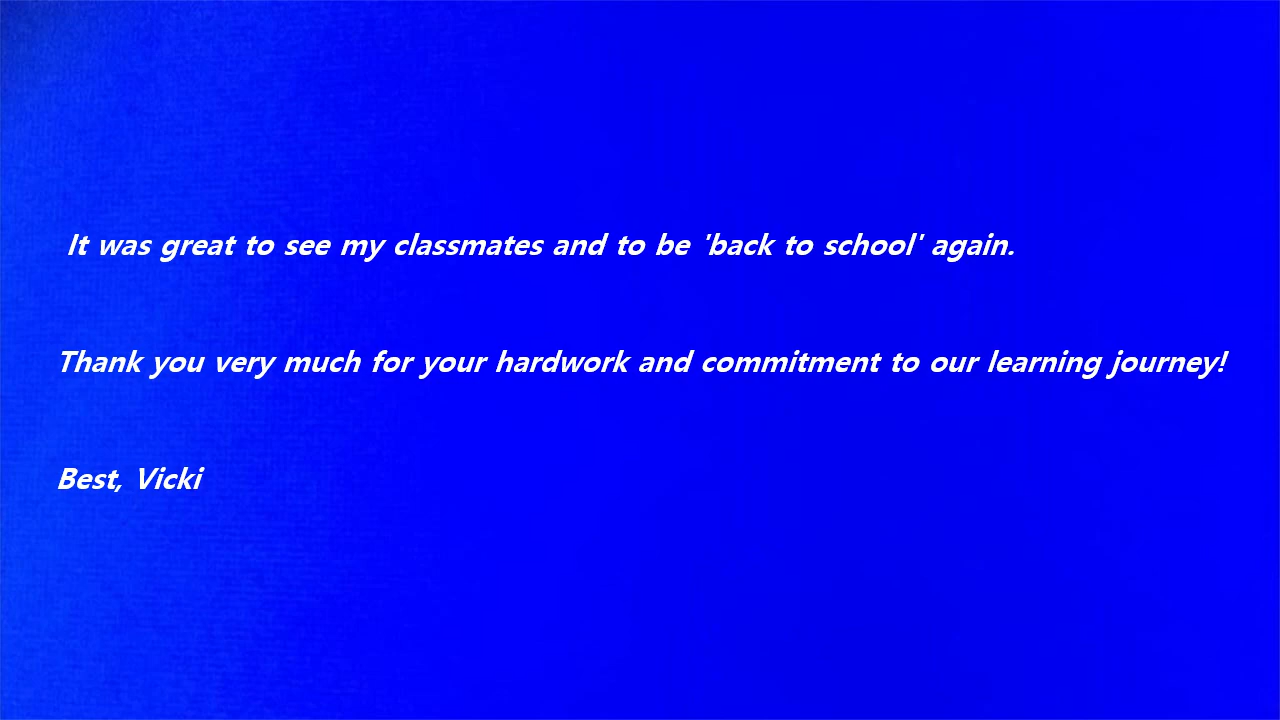 It was great to see my classmates and to be 'back to school' again.
Thank you very much for your hardwork and commitment to our learning journey!
Best, Vicki